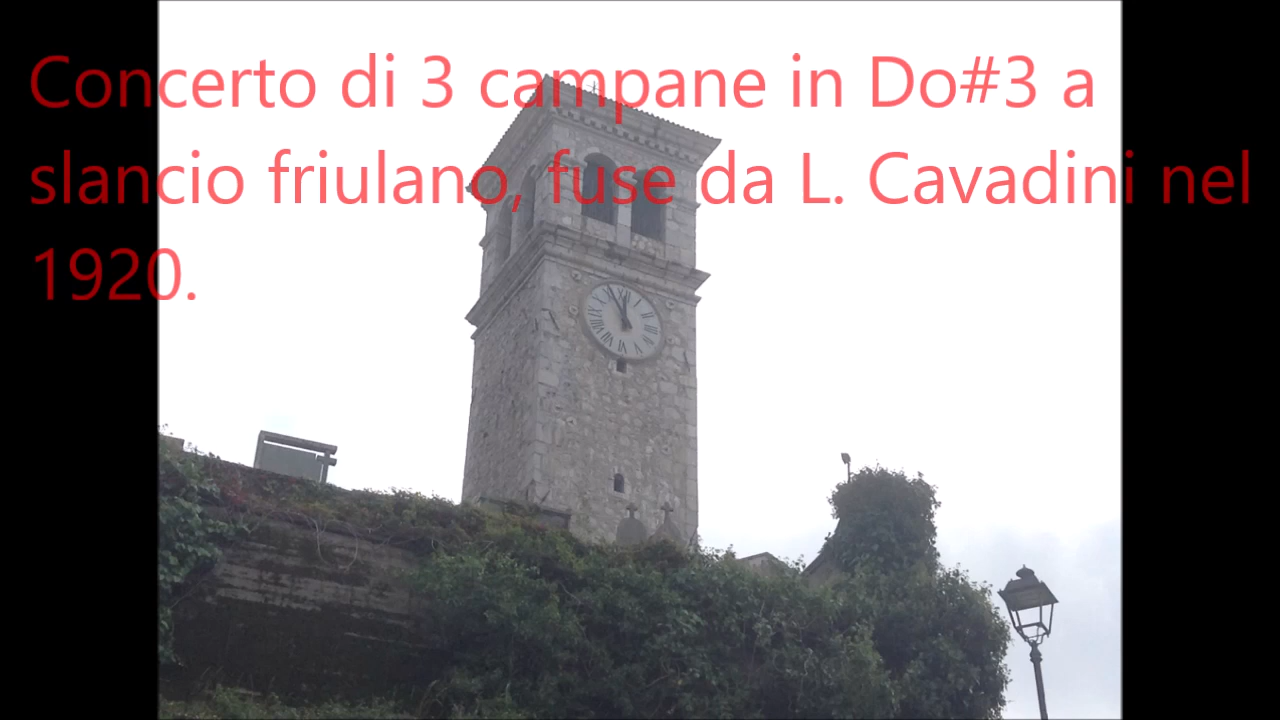 Concerto di 3 campane in Do#3 a
slancio friulano, fuse da L. Cavadini nel
1920.